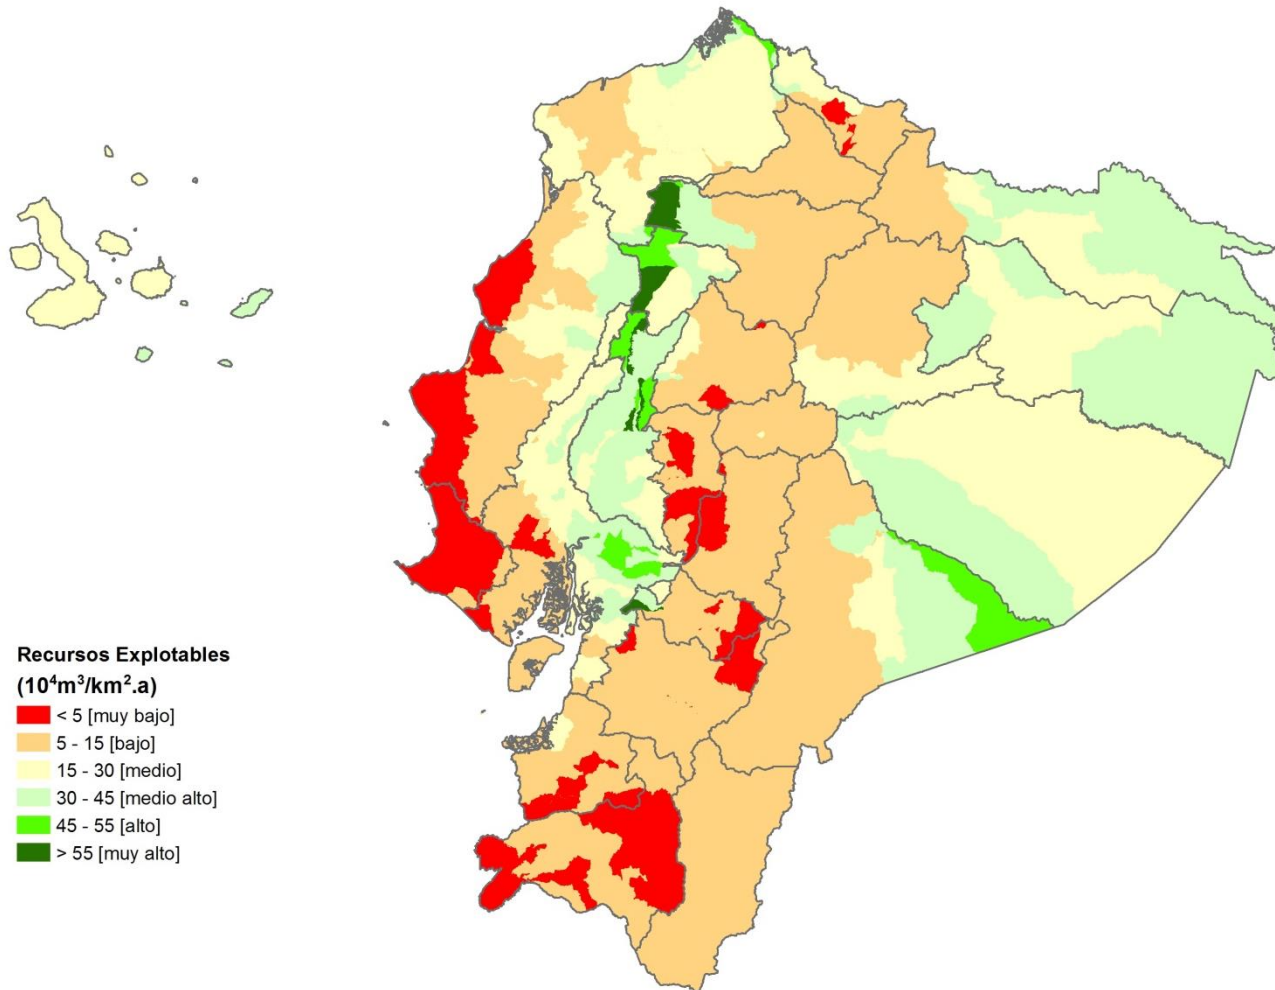 Recursos Explotables
(10⁴m³/km².a)
< 5 [muy bajo]
5 - 15 [bajo]
15 - 30 [medio]
30 - 45 [medio alto]
45 - 55 [alto]
> 55 [muy alto]